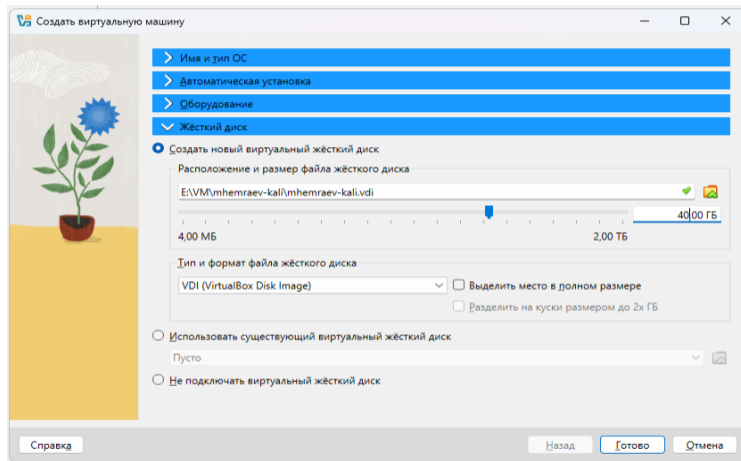 Создать виртуальную машину
Имя и тип ОС
Автоматическая установка
Оборудование
Жёсткий диск
Создать новый виртуальный жёсткий диск
Расположение и размер файла жёсткого диска
E:\VM\mhemraev-kali\mhemraev-kali.vdi
40,00 ГБ
4,00 МБ 2,00 ТБ
Тип и формат файла жёсткого диска
VDI (VirtualBox Disk Image) Выделить место в полном размере
Разделить на куски размером до 2х ГБ
Использовать существующий виртуальный жёсткий диск
Пусто
Не подключать виртуальный жёсткий диск
Справка Назад Готово Отмена